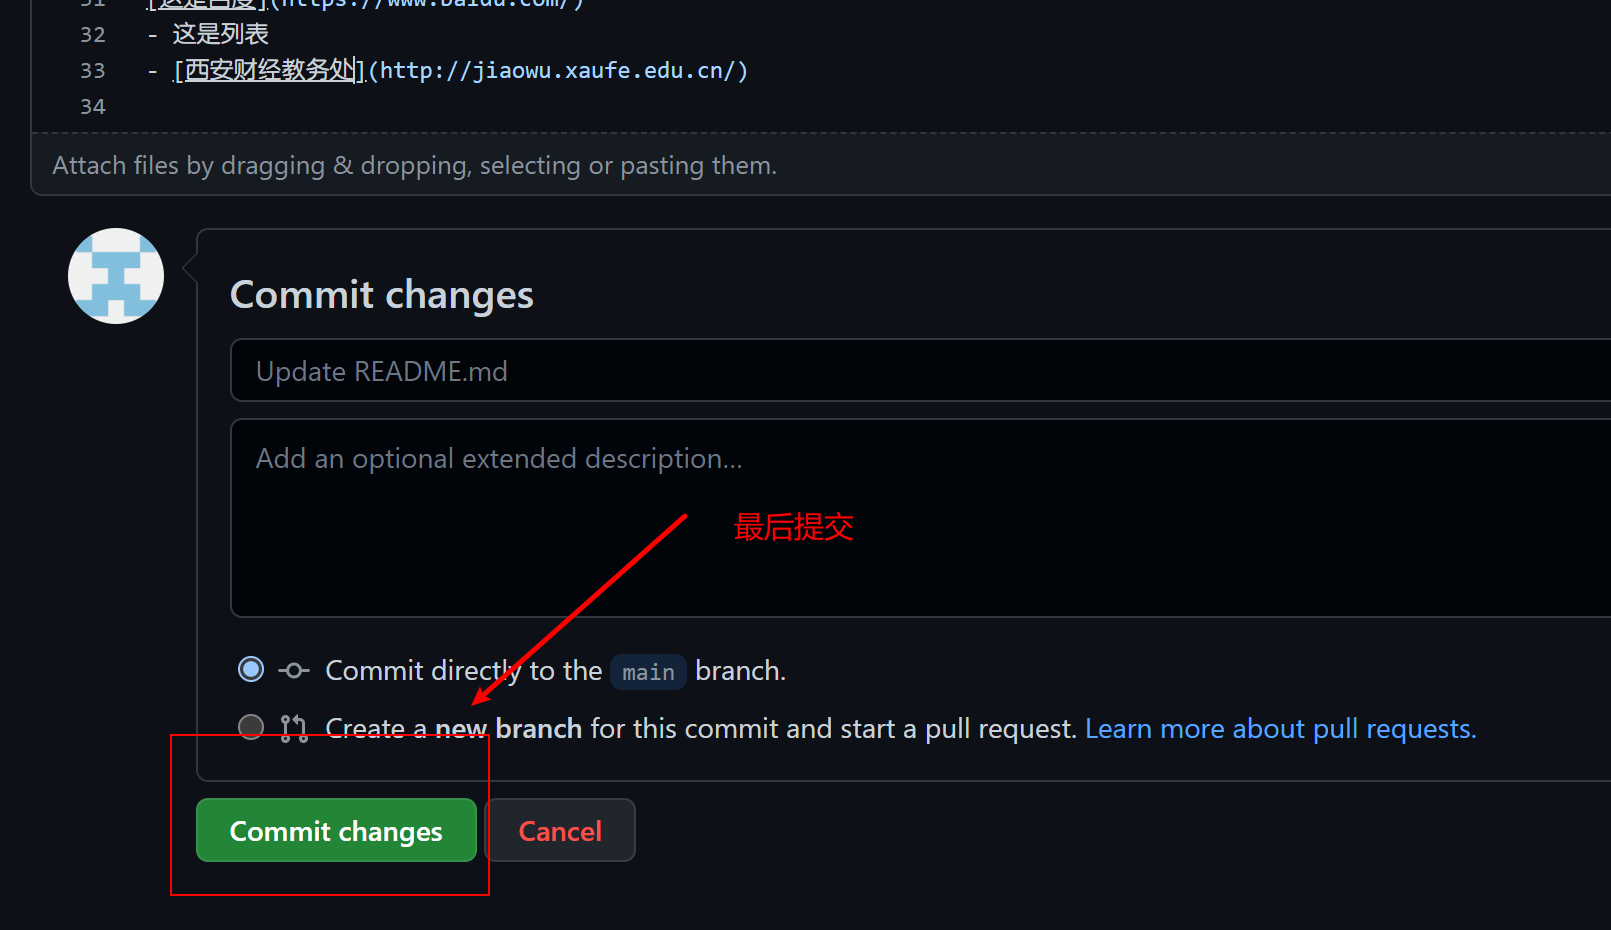 31 [这是百度](https://www.baidu.com/)
32 - 这是列表
33 - [西安财经教务处](http://jiaowu.xaufe.edu.cn/)
34
Attach files by dragging & dropping, selecting or pasting them.
Commit changes
Update README.md
Add an optional extended description...
最后提交
Commit directly to the main branch.
Create a new branch for this commit and start a pull request. Learn more about pull requests.
Commit changes Cancel